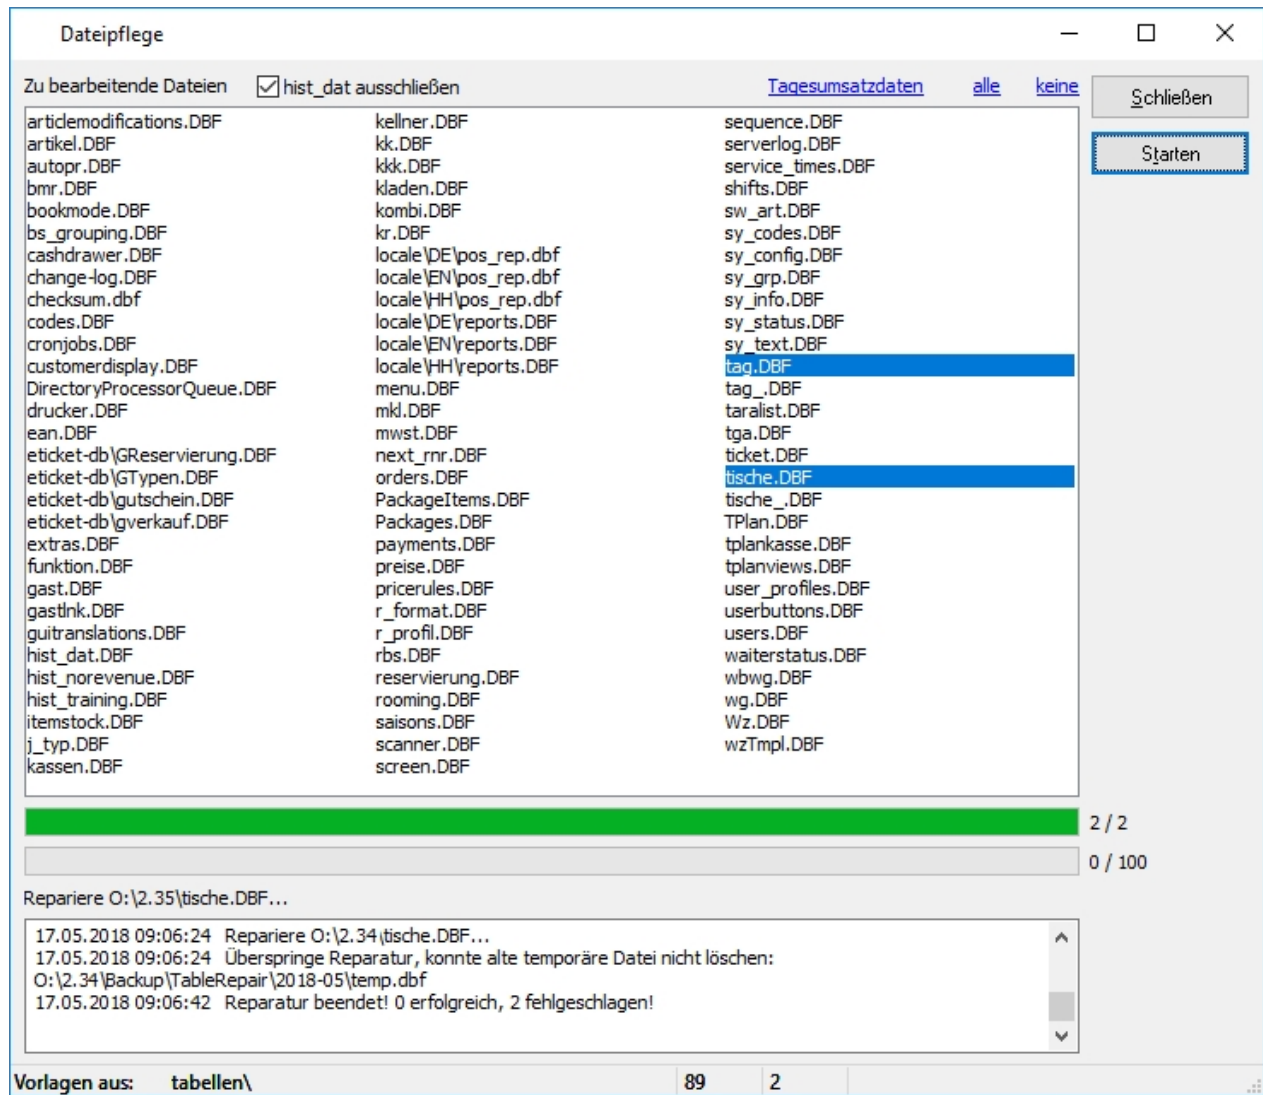 Dateipflege
Zu bearbeitende Dateien hist_dat ausschließen Tagesumsatzdaten alle keine
Schließen
Starten
articlemodifications.DBF
artikel.DBF
autopr.DBF
bmr.DBF
bookmode.DBF
bs_grouping.DBF
cashdrawer.DBF
change-log.DBF
checksum.dbf
codes.DBF
cronjobs.DBF
customerdisplay.DBF
DirectoryProcessorQueue.DBF
drucker.DBF
ean.DBF
eticket-db\GReservierung.DBF
eticket-db\GTypen.DBF
eticket-db\gutschein.DBF
eticket-db\gverkauf.DBF
extras.DBF
funktion.DBF
gast.DBF
gastlnk.DBF
guitranslations.DBF
hist_dat.DBF
hist_norevenue.DBF
hist_training.DBF
itemstock.DBF
j_typ.DBF
kassen.DBF
kellner.DBF
kk.DBF
kkk.DBF
kladen.DBF
kombi.DBF
kr.DBF
locale\DE\pos_rep.dbf
locale\EN\pos_rep.dbf
locale\HH\pos_rep.dbf
locale\DE\reports.DBF
locale\EN\reports.DBF
locale\HH\reports.DBF
menu.DBF
mkl.DBF
mwst.DBF
next_rnr.DBF
orders.DBF
PackageItems.DBF
Packages.DBF
payments.DBF
preise.DBF
pricerules.DBF
r_format.DBF
r_profil.DBF
rbs.DBF
reservierung.DBF
rooming.DBF
saisons.DBF
scanner.DBF
screen.DBF
sequence.DBF
serverlog.DBF
service_times.DBF
shifts.DBF
sw_art.DBF
sy_codes.DBF
sy_config.DBF
sy_grp.DBF
sy_info.DBF
sy_status.DBF
sy_text.DBF
tag.DBF
tag_.DBF
taralist.DBF
tga.DBF
ticket.DBF
tische.DBF
tische_.DBF
TPlan.DBF
tplankasse.DBF
tplanviews.DBF
user_profiles.DBF
userbuttons.DBF
users.DBF
waiterstatus.DBF
wbwg.DBF
wg.DBF
Wz.DBF
wzTmpl.DBF
2 / 2
0 / 100
Repariere O:\2.35\tische.DBF...
17.05.2018 09:06:24 Repariere O:\2.34\tische.DBF...
17.05.2018 09:06:24 Überspringe Reparatur, konnte alte temporäre Datei nicht löschen:
O:\2.34\Backup\TableRepair\2018-05\temp.dbf
17.05.2018 09:06:42 Reparatur beendet! 0 erfolgreich, 2 fehlgeschlagen!
Vorlagen aus: tabellen\ 89 2